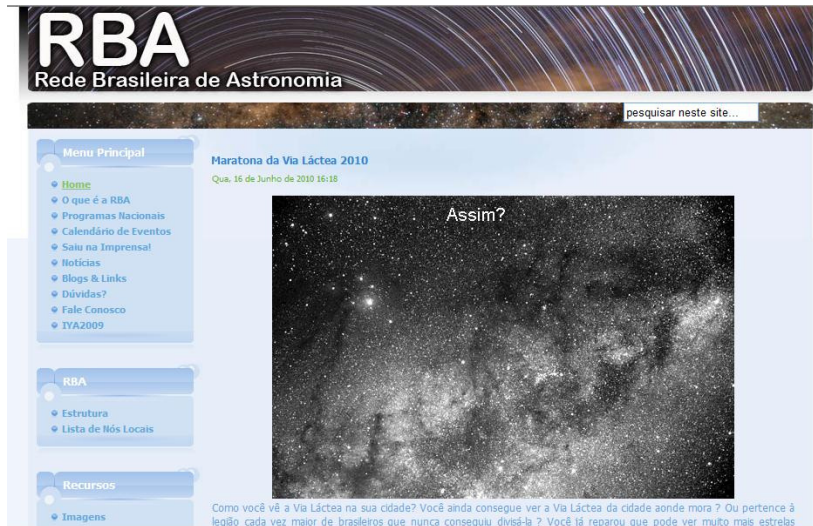 RBA
Rede Brasileira de Astronomia
pesquisar neste site...
Menu Principal
Home
O que é a RBA
Programas Nacionais
Calendário de Eventos
Saiu na Imprensa!
Notícias
Blogs & Links
Dúvidas?
Fale Conosco
IYA2009
RBA
Estrutura
Lista de Nós Locais
Recursos
Imagens
Maratona da Via Láctea 2010
Qua, 16 de Junho de 2010 16:18
Assim?
Como você vê a Via Láctea na sua cidade? Você ainda consegue ver a Via Láctea da cidade aonde mora ? Ou pertence à
legião cada vez maior de brasileiros que nunca conseguiu divisá-la ? Você já reparou que pode ver muito mais estrelas